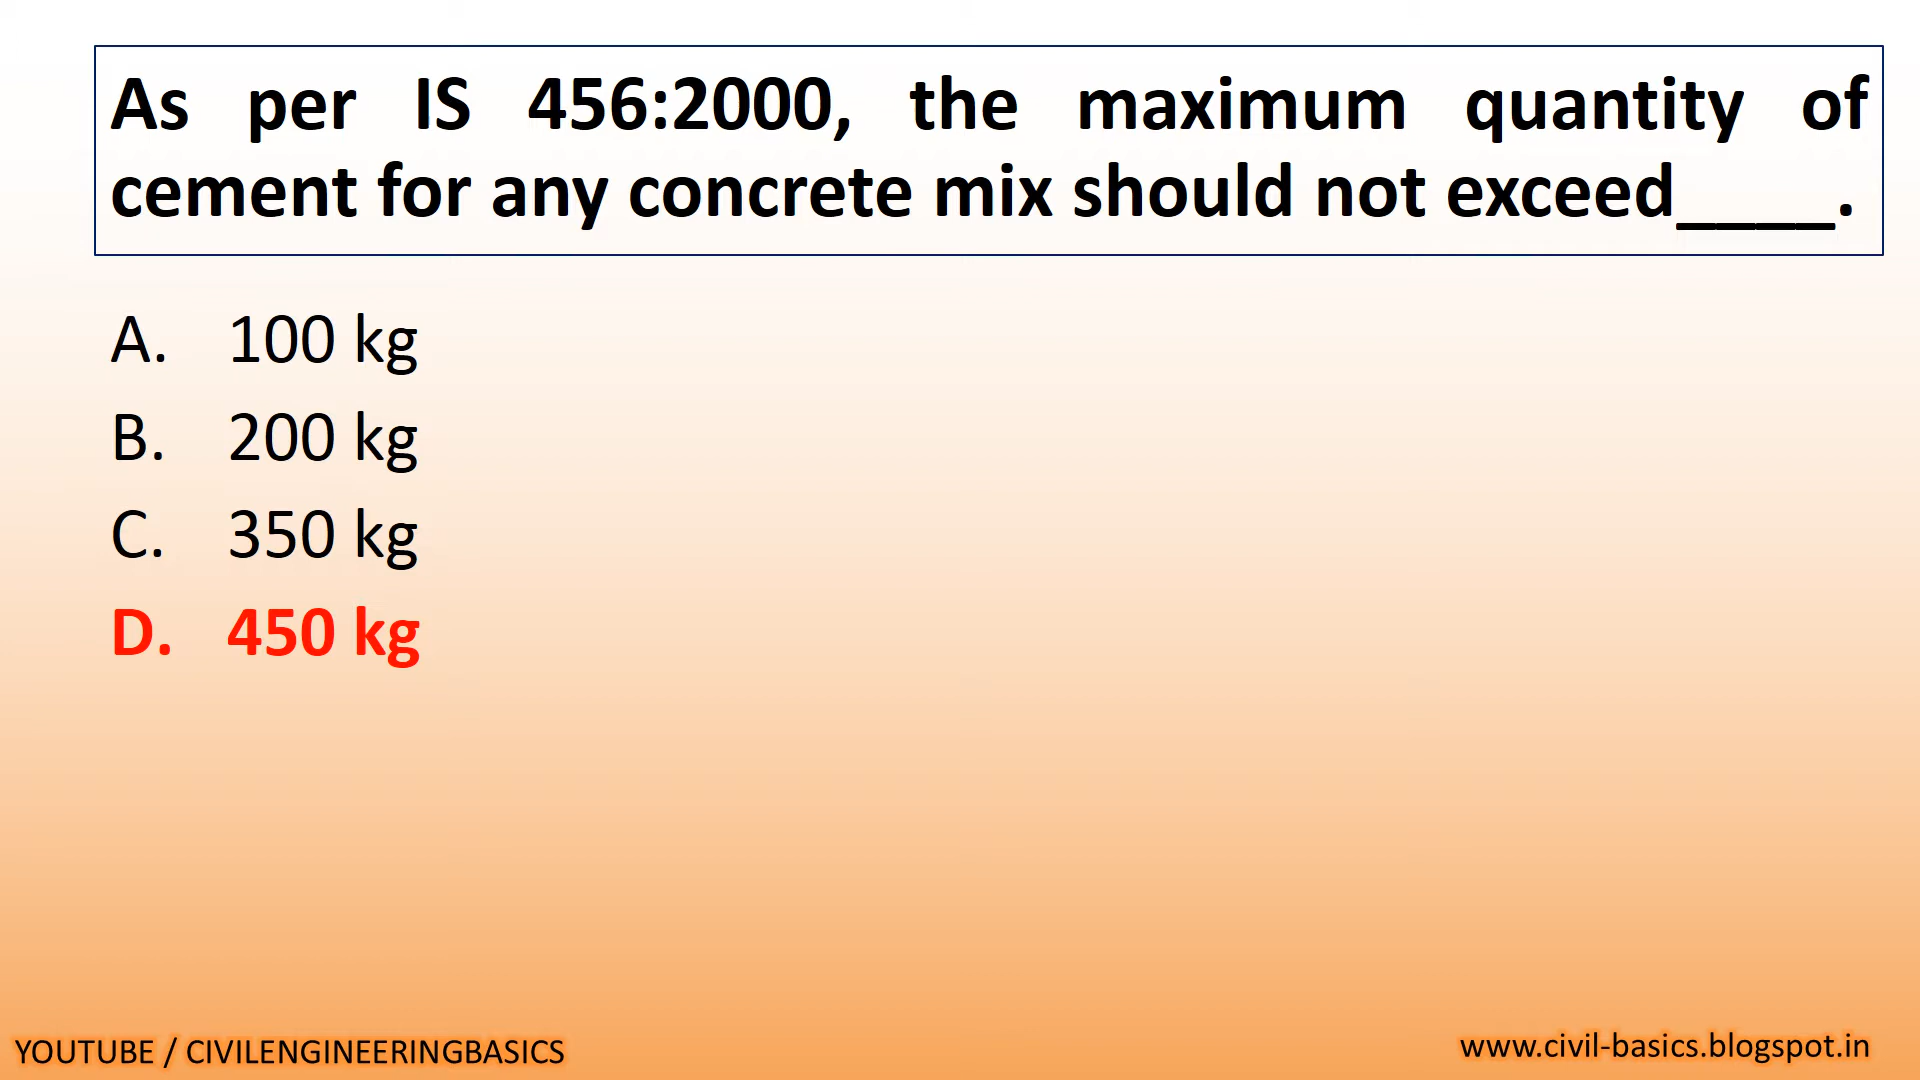 As per IS 456:2000, the maximum quantity of
cement for any concrete mix should not exceed____.
A. 100 kg
B. 200 kg
C. 350 kg
D. 450 kg
YOUTUBE / CIVILENGINEERINGBASICS
www.civil-basics.blogspot.in